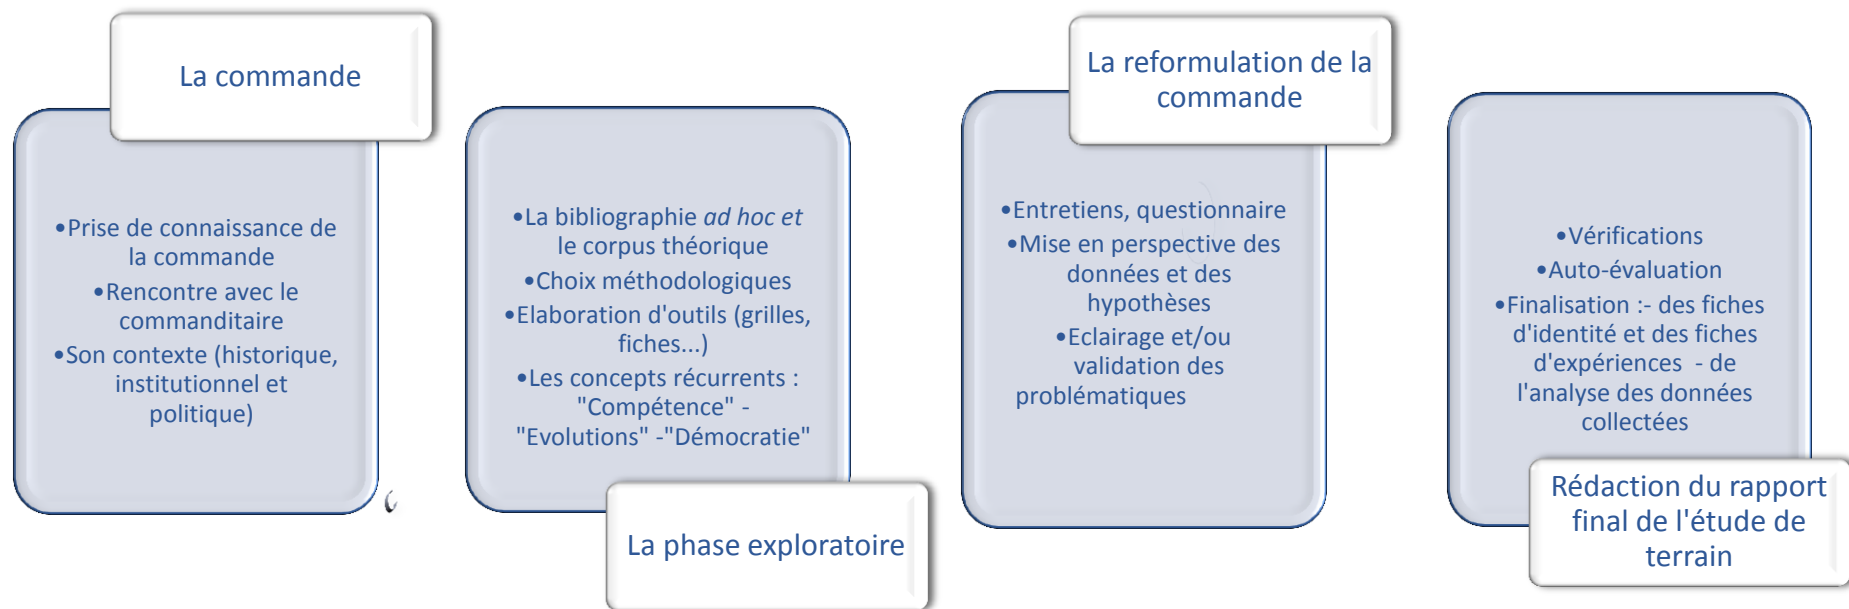 La commande
•Prise de connaissance de
la commande
•Rencontre avec le
commanditaire
•Son contexte (historique,
institutionnel et
politique)
•La bibliographie ad hoc et
le corpus théorique
•Choix méthodologiques
•Elaboration d'outils (grilles,
fiches...)
•Les concepts récurrents :
"Compétence" -
"Evolutions" -"Démocratie"
La phase exploratoire
La reformulation de la
commande
•Entretiens, questionnaire
•Mise en perspective des
données et des
hypothèses
•Eclairage et/ou
validation des
problématiques
•Vérifications
•Auto-évaluation
•Finalisation :- des fiches
d'identité et des fiches
d'expériences - de
l'analyse des données
collectées
Rédaction du rapport
final de l'étude de
terrain